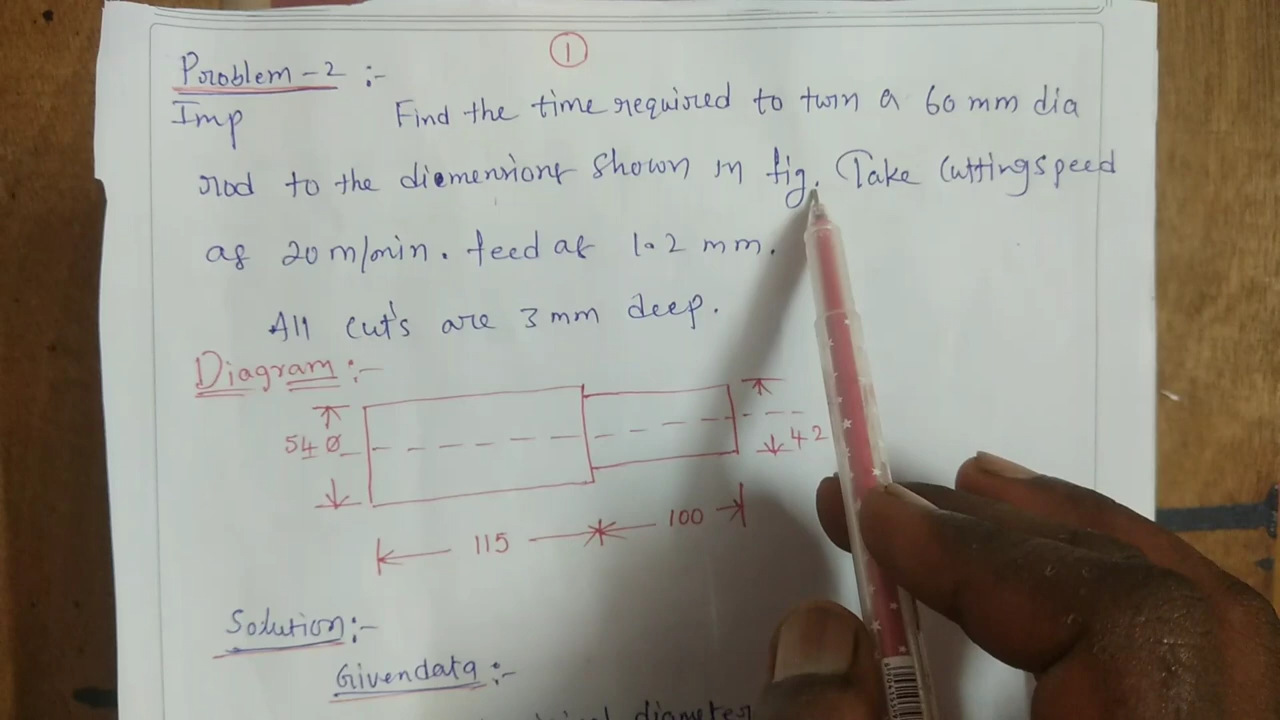 1
Problem-2 :-
Imp Find the time required to turn a 60 mm dia
rod to the diemensions shown in fig. Take Cuttingspeed
as 20 m/min. feed as 1.2 mm.
All cut's are 3 mm deep.
Diagram :-
54 Ø
42
115
100
Solution :-
Givendata :-
diameter